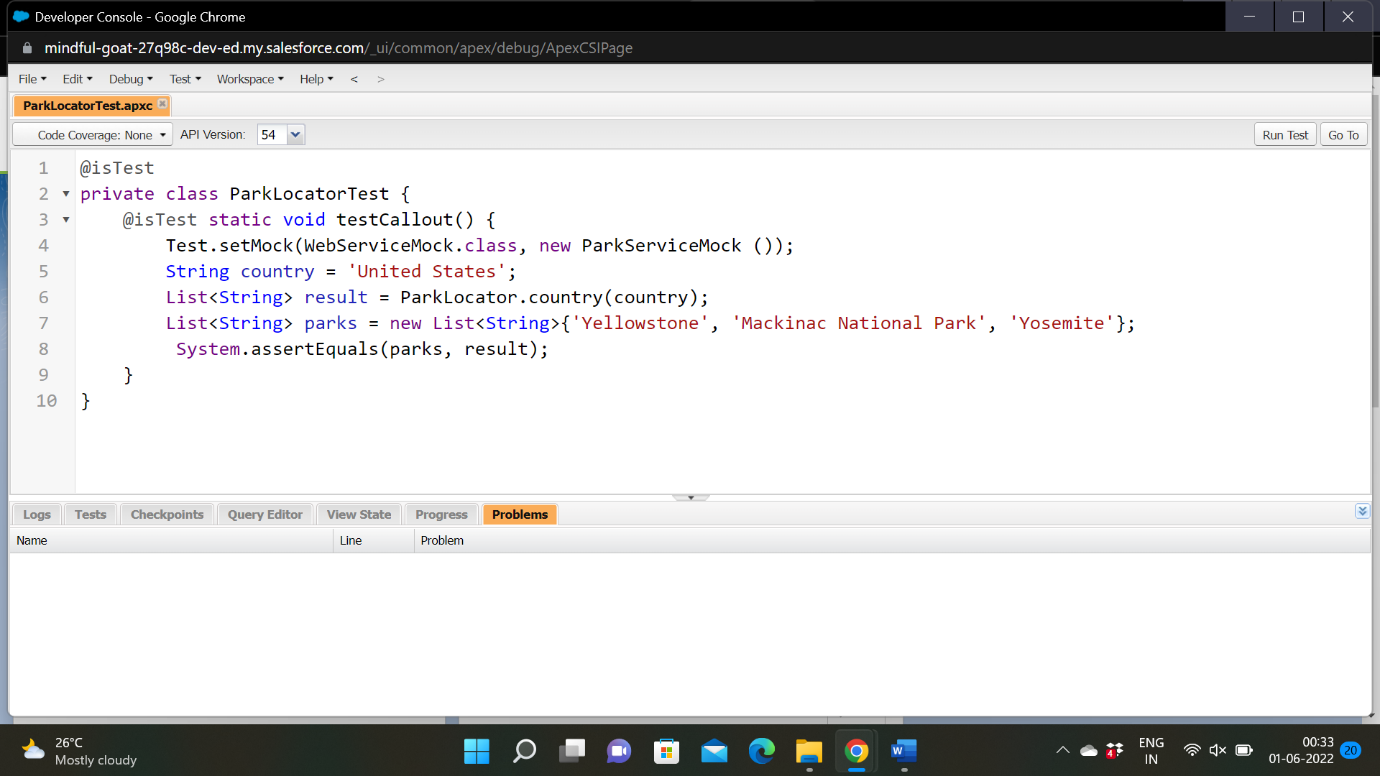 Developer Console - Google Chrome
mindful-goat-27q98c-dev-ed.my.salesforce.com/_ui/common/apex/debug/ApexCSIPage
File Edit Debug Test Workspace Help < >
ParkLocatorTest.apxc
Code Coverage: None API Version: 54 Run Test Go To
1 @isTest
2 private class ParkLocatorTest {
3 @isTest static void testCallout() {
4 Test.setMock(WebServiceMock.class, new ParkServiceMock ());
5 String country = 'United States';
6 List<String> result = ParkLocator.country(country);
7 List<String> parks = new List<String>{'Yellowstone', 'Mackinac National Park', 'Yosemite'};
8 System.assertEquals(parks, result);
9 }
10 }
Logs Tests Checkpoints Query Editor View State Progress Problems
Name Line Problem
26°C
Mostly cloudy
W
4
ENG
IN
00:33
01-06-2022
20